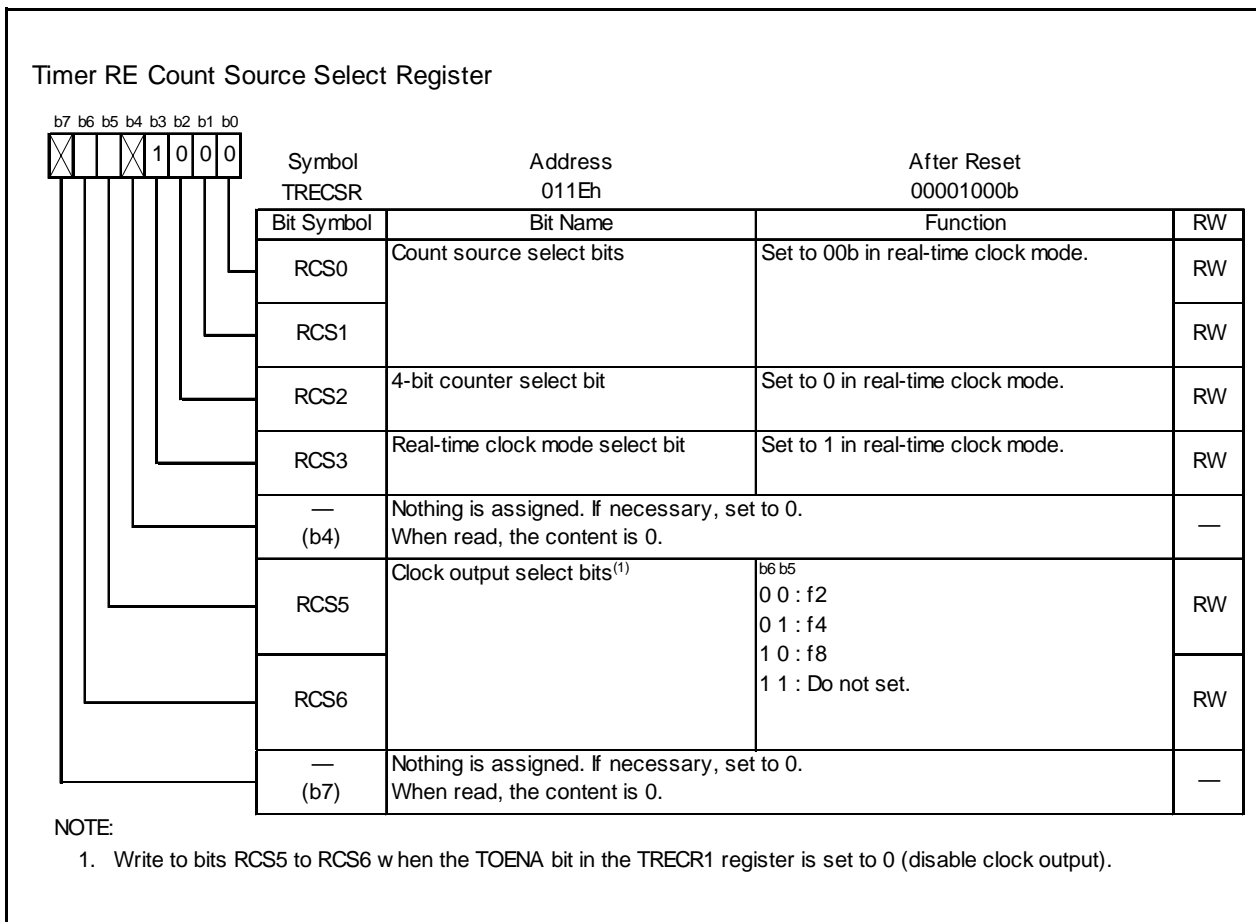 Timer RE Count Source Select Register
b7 b6 b5 b4 b3 b2 b1 b0
1 0 0 0
Symbol Address After Reset
TRECSR 011Eh 00001000b
Bit Symbol Bit Name Function RW
RCS0 Count source select bits Set to 00b in real-time clock mode. RW
RCS1 RW
RCS2 4-bit counter select bit Set to 0 in real-time clock mode. RW
RCS3 Real-time clock mode select bit Set to 1 in real-time clock mode. RW
— Nothing is assigned. If necessary, set to 0. —
(b4) When read, the content is 0.
RCS5 Clock output select bits(1) b6 b5 RW
0 0 : f2
0 1 : f4
1 0 : f8
RCS6 1 1 : Do not set. RW
— Nothing is assigned. If necessary, set to 0. —
(b7) When read, the content is 0.
NOTE:
1. Write to bits RCS5 to RCS6 w hen the TOENA bit in the TRECR1 register is set to 0 (disable clock output).